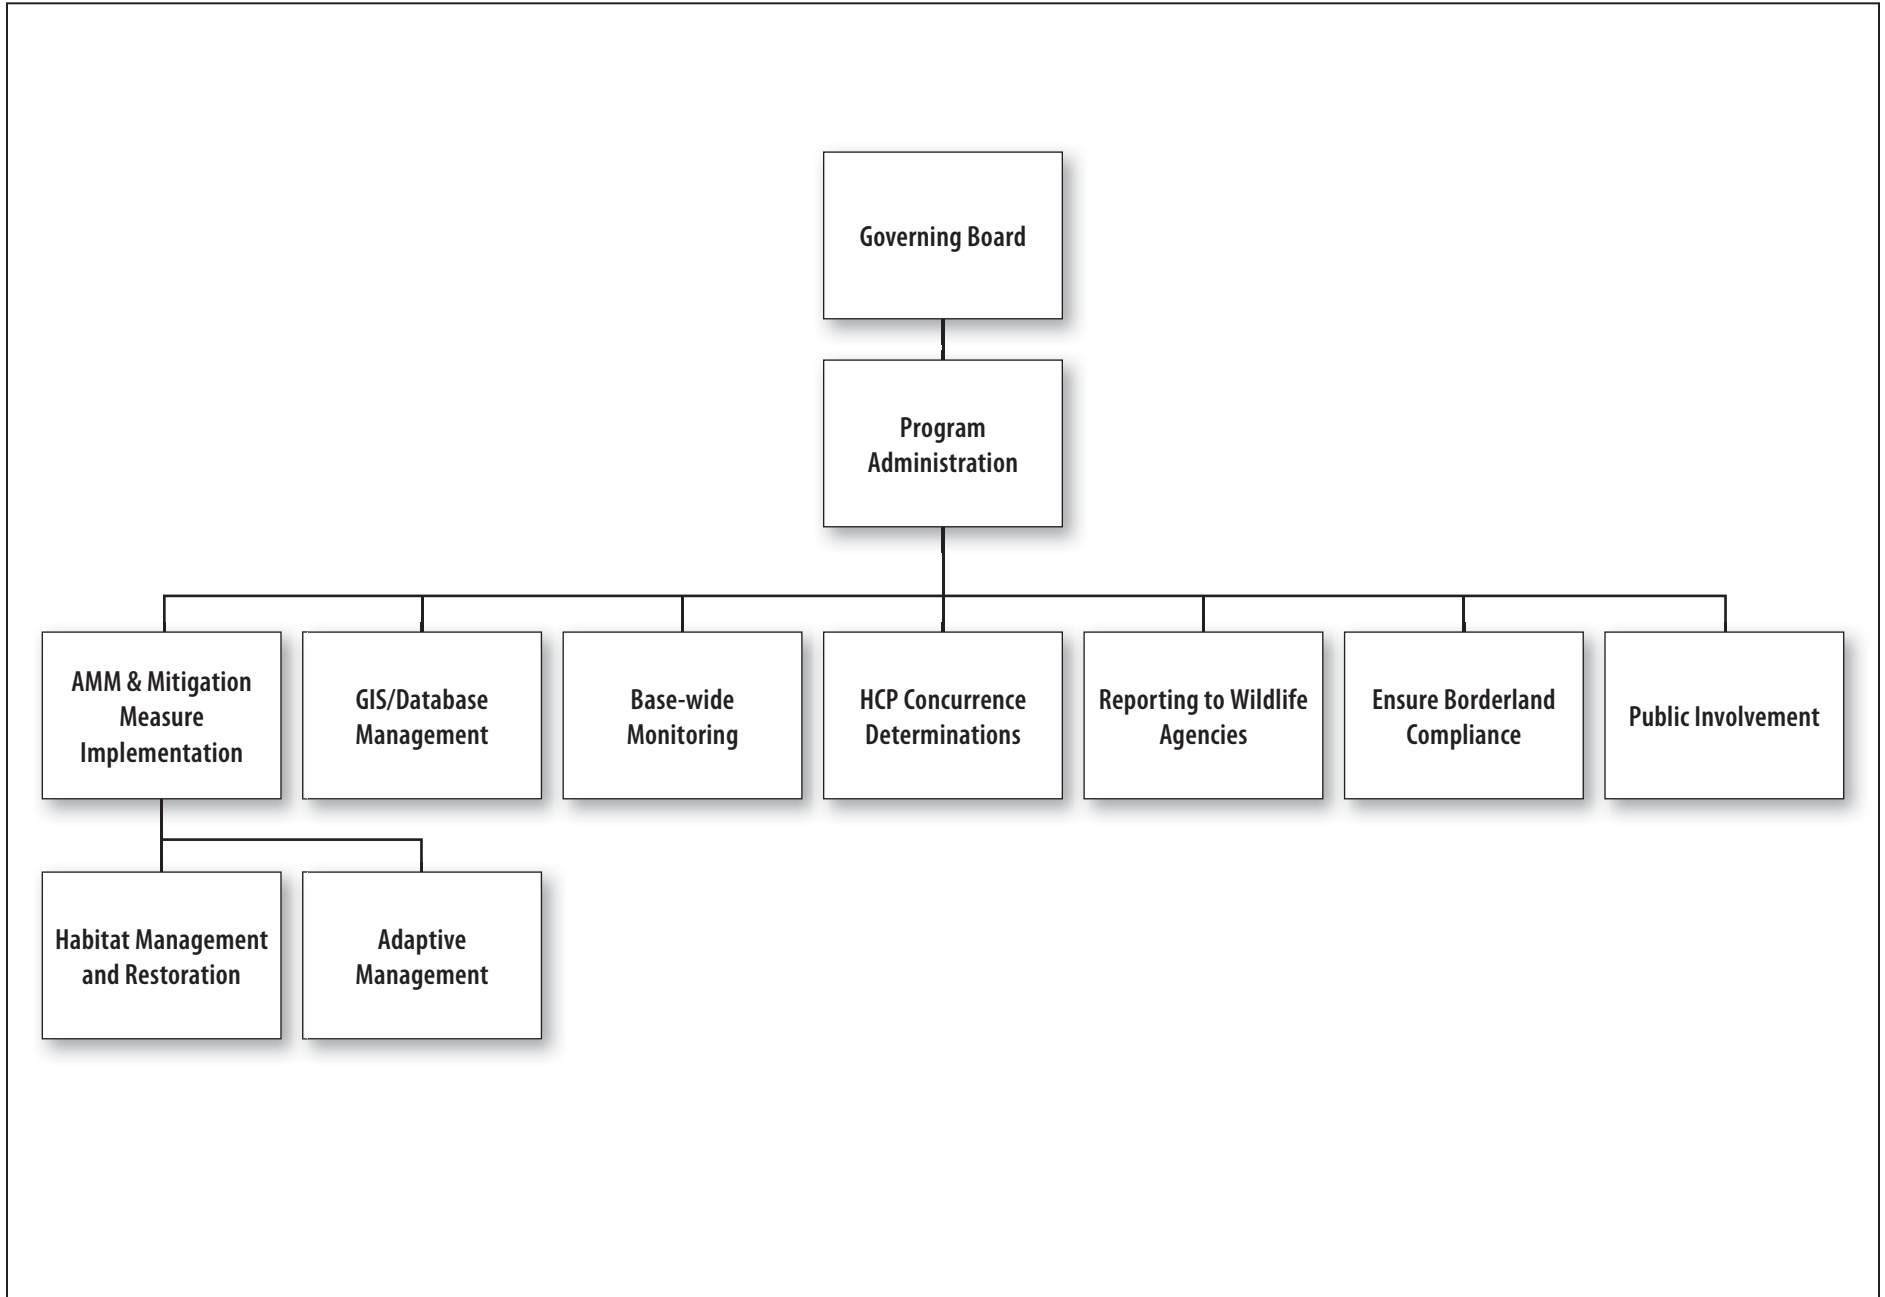 Governing Board
Program
Administration
AMM & Mitigation
Measure
Implementation
GIS/Database
Management
Base-wide
Monitoring
HCP Concurrence
Determinations
Reporting to Wildlife
Agencies
Ensure Borderland
Compliance
Public Involvement
Habitat Management
and Restoration
Adaptive
Management